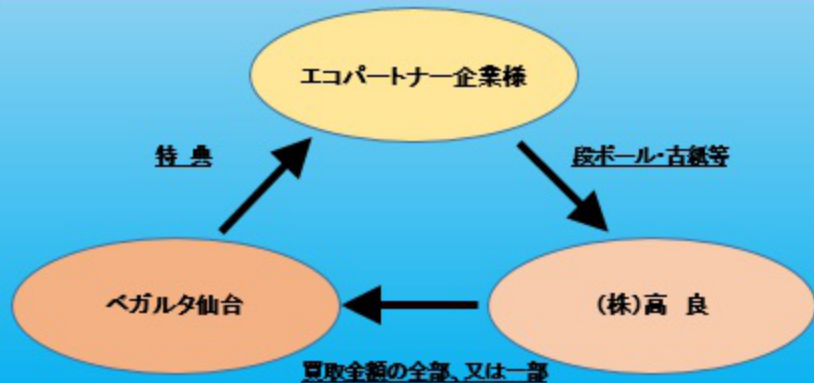 エコパートナー企業様
特 典
段ボール・古紙等
ベガルタ仙台
(株)高 良
買取金額の全部、又は一部